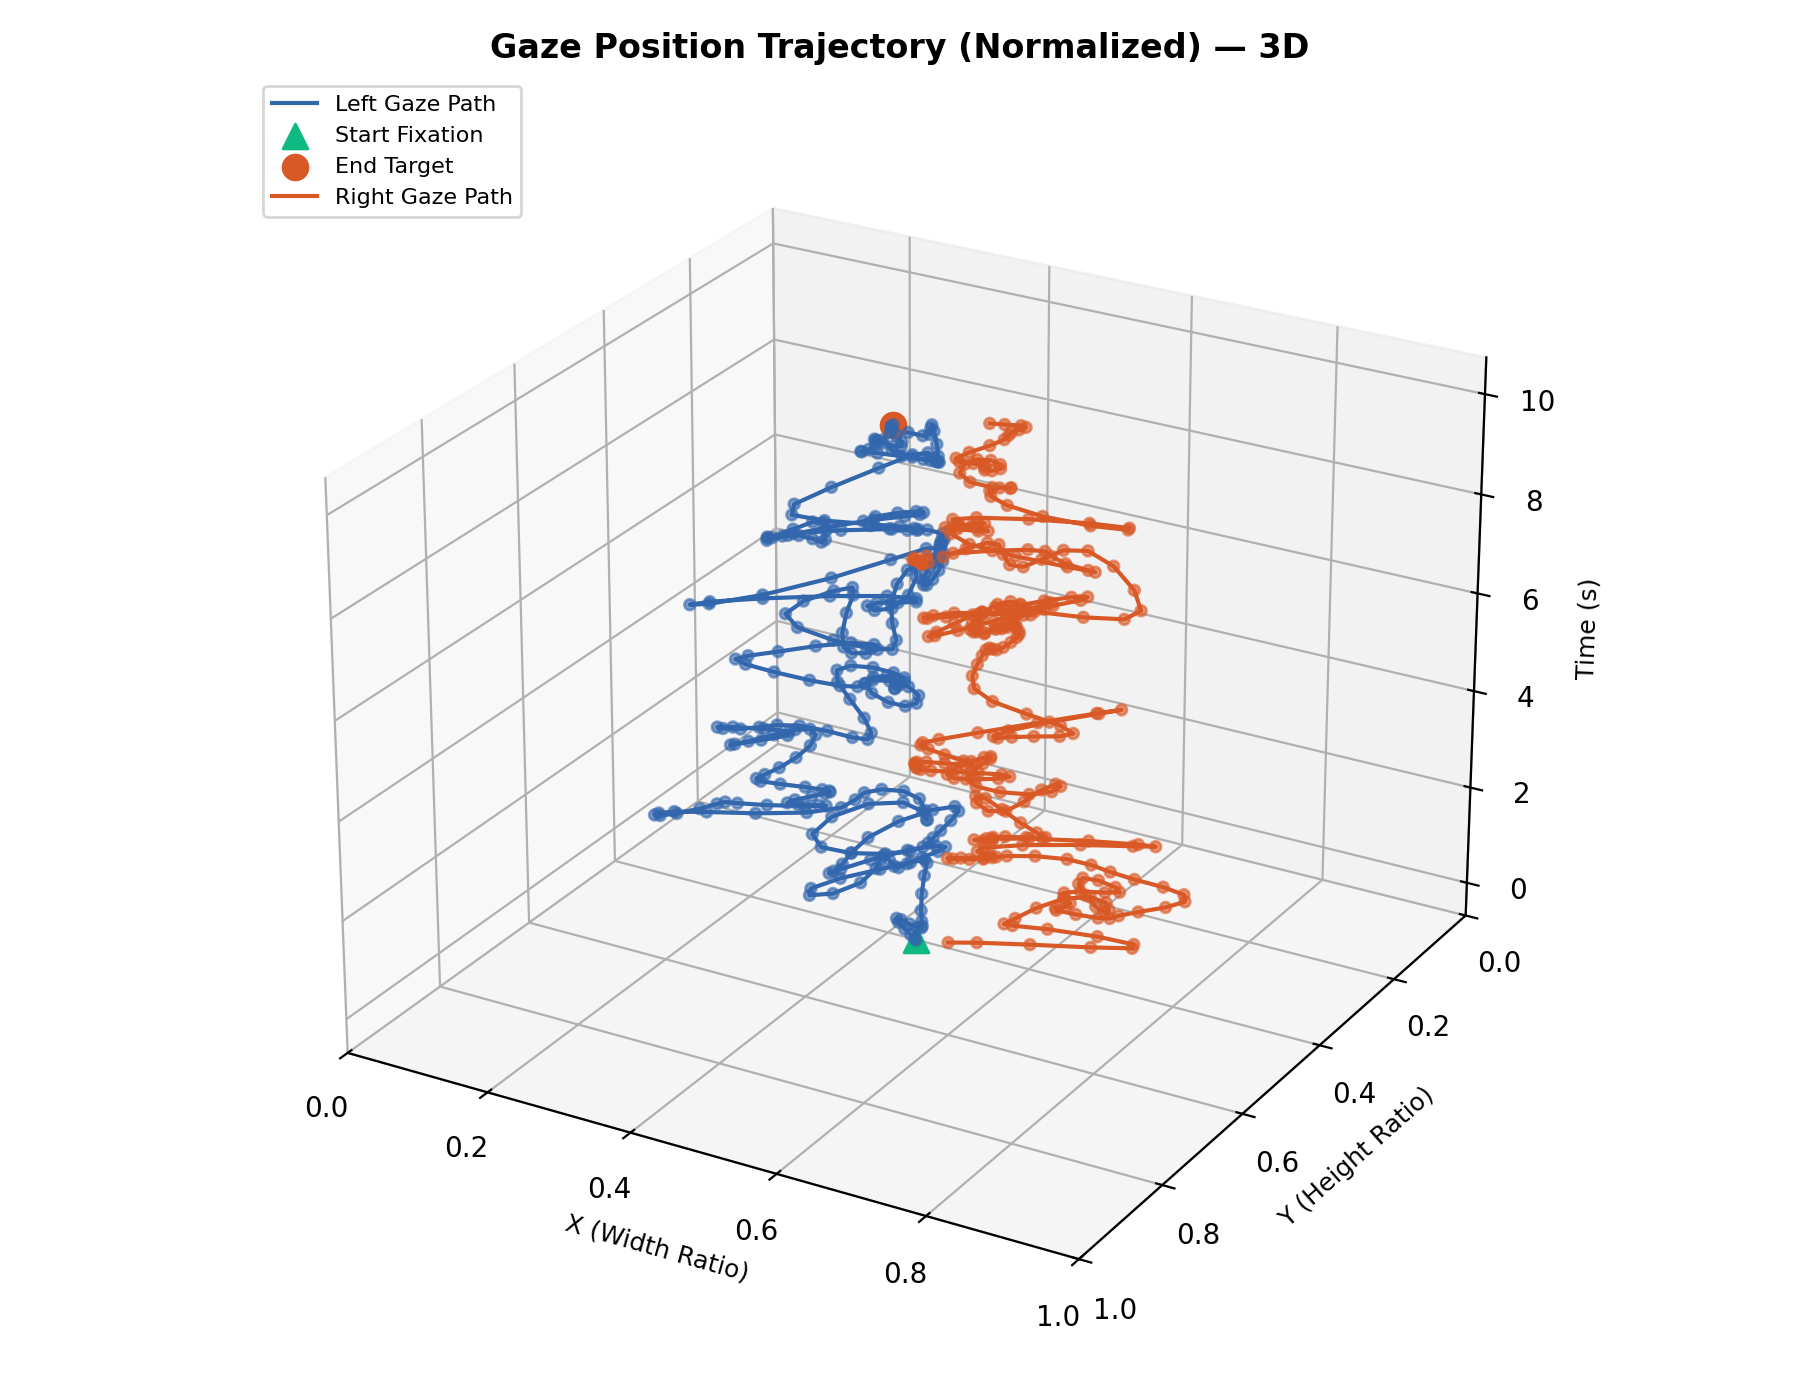 Gaze Position Trajectory (Normalized) — 3D
Left Gaze Path
Start Fixation
End Target
Right Gaze Path
10
8
6
4
2
0
Time (s)
0.0
0.2
0.4
0.6
0.8
1.0
Y (Height Ratio)
0.0
0.2
0.4
0.6
0.8
1.0
X (Width Ratio)